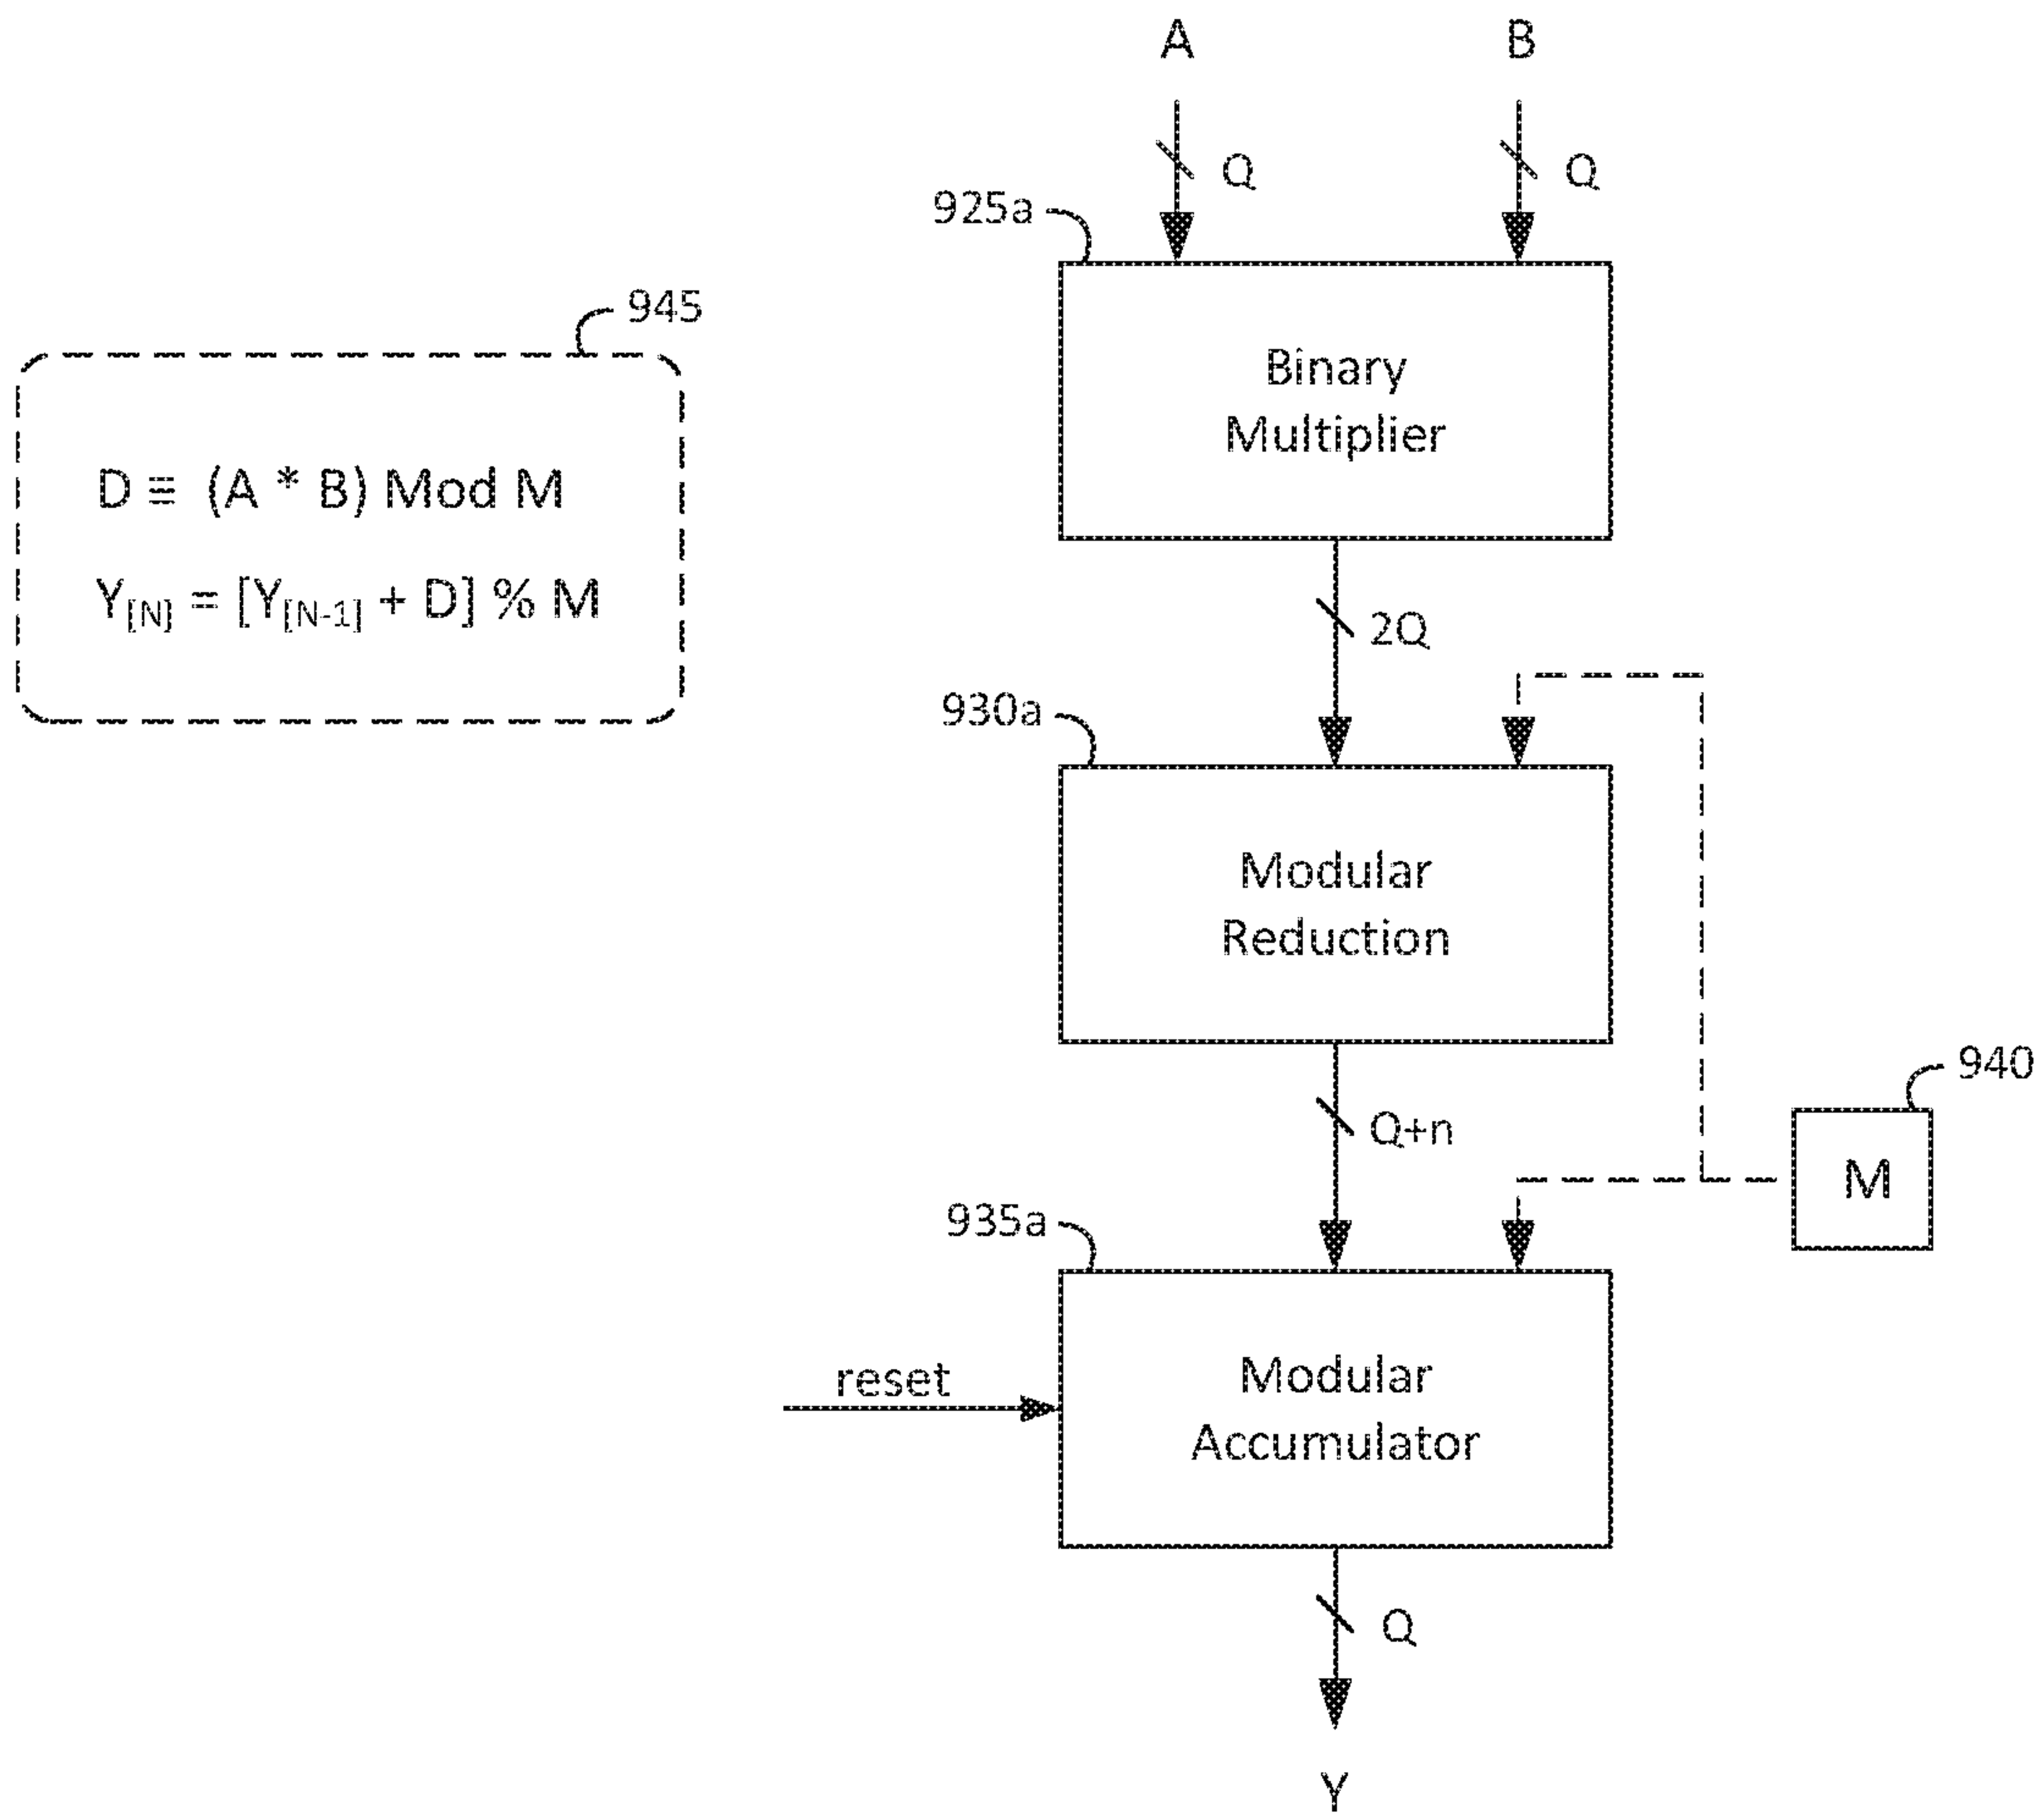 A B
Q Q
925a
Binary
Multiplier
945
D ≡ (A * B) Mod M
Y[N] = [Y[N-1] + D] % M
2Q
930a
Modular
Reduction
Q+n
940
M
935a
reset
Modular
Accumulator
Q
Y